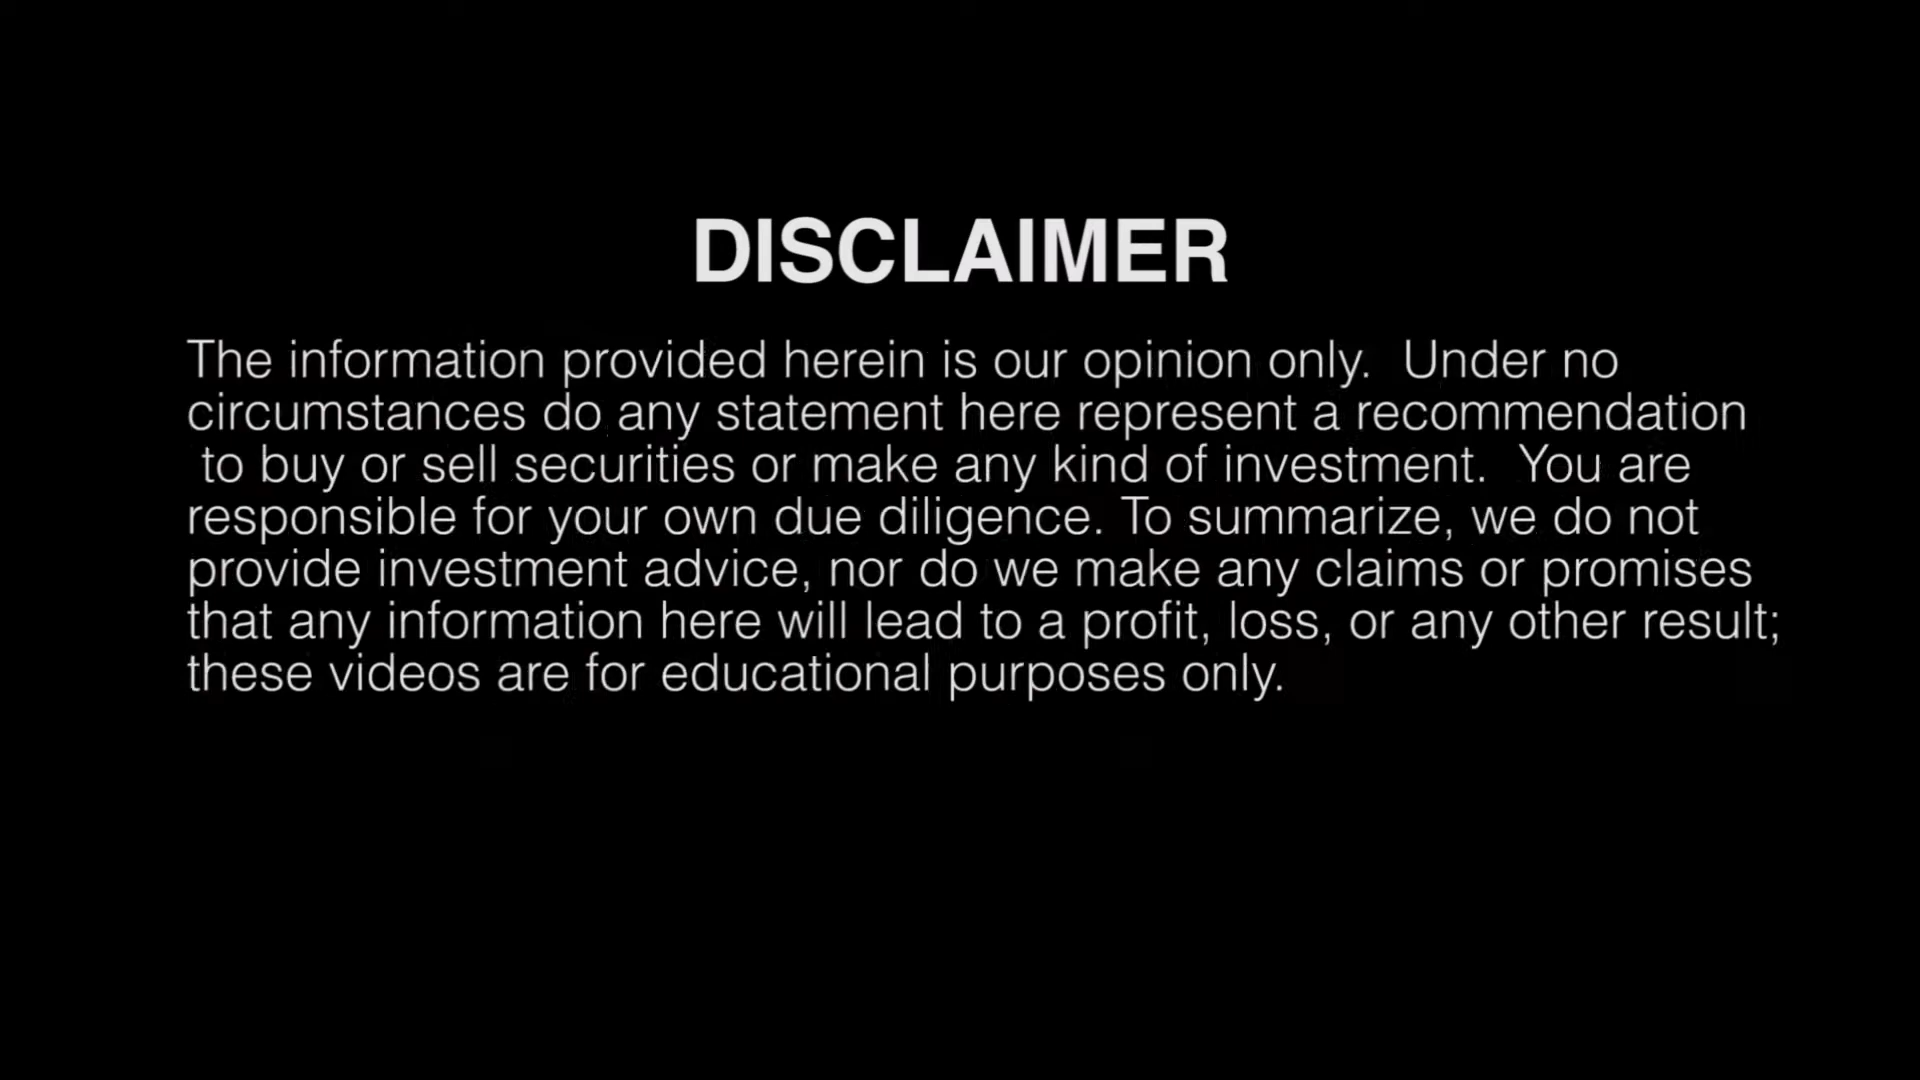 DISCLAIMER
The information provided herein is our opinion only.  Under no
circumstances do any statement here represent a recommendation
to buy or sell securities or make any kind of investment.  You are
responsible for your own due diligence. To summarize, we do not
provide investment advice, nor do we make any claims or promises
that any information here will lead to a profit, loss, or any other result;
these videos are for educational purposes only.